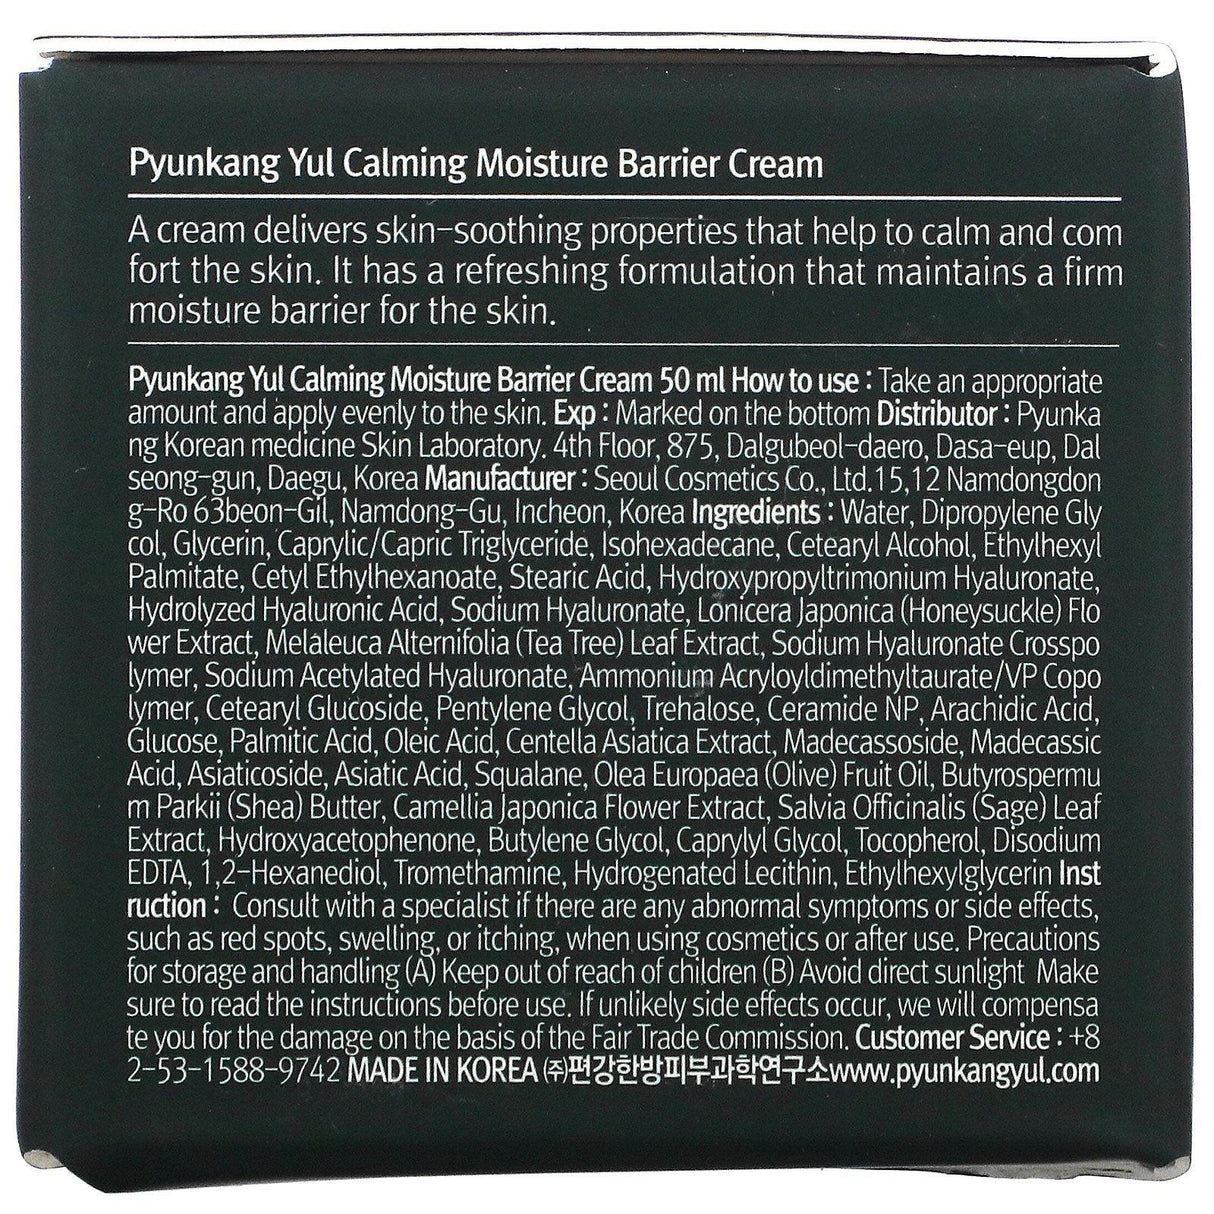 Pyunkang Yul Calming Moisture Barrier Cream
A cream delivers skin-soothing properties that help to calm and com
fort the skin. It has a refreshing formulation that maintains a firm
moisture barrier for the skin.
Pyunkang Yul Calming Moisture Barrier Cream 50 ml How to use : Take an appropriate
amount and apply evenly to the skin. Exp : Marked on the bottom Distributor : Pyunka
ng Korean medicine Skin Laboratory. 4th Floor, 875, Dalgubeol-daero, Dasa-eup, Dal
seong-gun, Daegu, Korea Manufacturer : Seoul Cosmetics Co., Ltd.15,12 Namdongdon
g-Ro 63beon-Gil, Namdong-Gu, Incheon, Korea Ingredients : Water, Dipropylene Gly
col, Glycerin, Caprylic/Capric Triglyceride, Isohexadecane, Cetearyl Alcohol, Ethylhexyl
Palmitate, Cetyl Ethylhexanoate, Stearic Acid, Hydroxypropyltrimonium Hyaluronate,
Hydrolyzed Hyaluronic Acid, Sodium Hyaluronate, Lonicera Japonica (Honeysuckle) Flo
wer Extract, Melaleuca Alternifolia (Tea Tree) Leaf Extract, Sodium Hyaluronate Crosspo
lymer, Sodium Acetylated Hyaluronate, Ammonium Acryloyldimethyltaurate/VP Copo
lymer, Cetearyl Glucoside, Pentylene Glycol, Trehalose, Ceramide NP, Arachidic Acid,
Glucose, Palmitic Acid, Oleic Acid, Centella Asiatica Extract, Madecassoside, Madecassic
Acid, Asiaticoside, Asiatic Acid, Squalane, Olea Europaea (Olive) Fruit Oil, Butyrospermu
m Parkii (Shea) Butter, Camellia Japonica Flower Extract, Salvia Officinalis (Sage) Leaf
Extract, Hydroxyacetophenone, Butylene Glycol, Caprylyl Glycol, Tocopherol, Disodium
EDTA, 1,2-Hexanediol, Tromethamine, Hydrogenated Lecithin, Ethylhexylglycerin Inst
ruction : Consult with a specialist if there are any abnormal symptoms or side effects,
such as red spots, swelling, or itching, when using cosmetics or after use. Precautions
for storage and handling (A) Keep out of reach of children (B) Avoid direct sunlight Make
sure to read the instructions before use. If unlikely side effects occur, we will compensa
te you for the damage on the basis of the Fair Trade Commission. Customer Service : +8
2-53-1588-9742 MADE IN KOREA ㈜편강한방피부과학연구소www.pyunkangyul.com